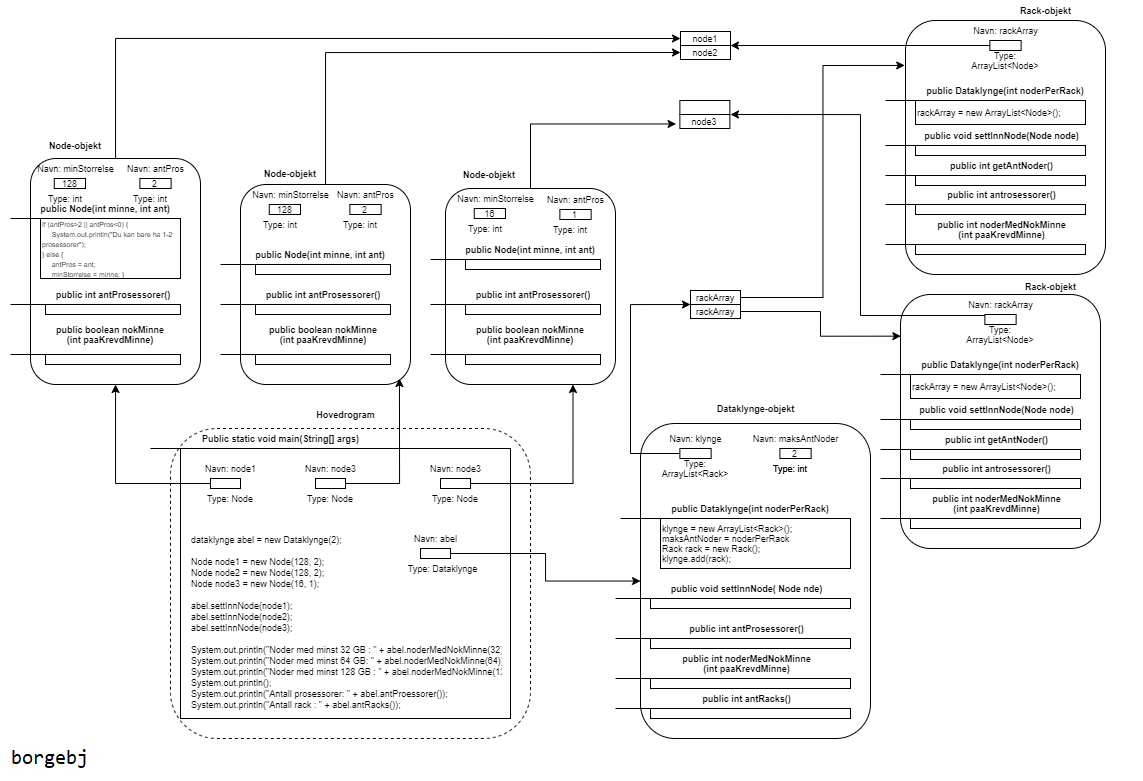 Rack-objekt
Navn: rackArray
Type:
ArrayList<Node>
public Dataklynge(int noderPerRack)
rackArray = new ArrayList<Node>();
public void settInnNode(Node node)
public int getAntNoder()
public int antrosessorer()
public int noderMedNokMinne
(int paaKrevdMinne)
node1
node2
node3
Node-objekt
Navn: minStorrelse
128
Type: int
Navn: antPros
2
Type: int
public Node(int minne, int ant)
if (antPros>2 || antPros<0) {
System.out.println("Du kan bare ha 1-2
prosessorer");
} else {
antPros = ant;
minStorrelse = minne; }
public int antProsessorer()
public boolean nokMinne
(int paaKrevdMinne)
Node-objekt
Navn: minStorrelse
128
Type: int
Navn: antPros
2
Type: int
public Node(int minne, int ant)
public int antProsessorer()
public boolean nokMinne
(int paaKrevdMinne)
Node-objekt
Navn: minStorrelse
16
Type: int
Navn: antPros
1
Type: int
public Node(int minne, int ant)
public int antProsessorer()
public boolean nokMinne
(int paaKrevdMinne)
rackArray
rackArray
Rack-objekt
Navn: rackArray
Type:
ArrayList<Node>
public Dataklynge(int noderPerRack)
rackArray = new ArrayList<Node>();
public void settInnNode(Node node)
public int getAntNoder()
public int antrosessorer()
public int noderMedNokMinne
(int paaKrevdMinne)
Hovedrogram
Public static void main(String[] args)
Navn: node1
Type: Node
Navn: node3
Type: Node
Navn: node3
Type: Node
Navn: abel
Type: Dataklynge
dataklynge abel = new Dataklynge(2);
Node node1 = new Node(128, 2);
Node node2 = new Node(128, 2);
Node node3 = new Node(16, 1);
abel.settInnNode(node1);
abel.settInnNode(node2);
abel.settInnNode(node3);
System.out.println("Noder med minst 32 GB : " + abel.noderMedNokMinne(32
System.out.println("Noder med minst 64 GB: " + abel.noderMedNokMinne(64)
System.out.println("Noder med minst 128 GB : " + abel.noderMedNokMinne(1
System.out.println();
System.out.println("Antall prosessorer: " + abel.antProessorer());
System.out.println("Antall rack : " + abel.antRacks());
Dataklynge-objekt
Navn: klynge
Type:
ArrayList<Rack>
Navn: maksAntNoder
2
Type: int
public Dataklynge(int noderPerRack)
klynge = new ArrayList<Rack>();
maksAntNoder = noderPerRack
Rack rack = new Rack();
klynge.add(rack);
public void settInnNode( Node nde)
public int antProsessorer()
public int noderMedNokMinne
(int paaKrevdMinne)
public int antRacks()
borgebj